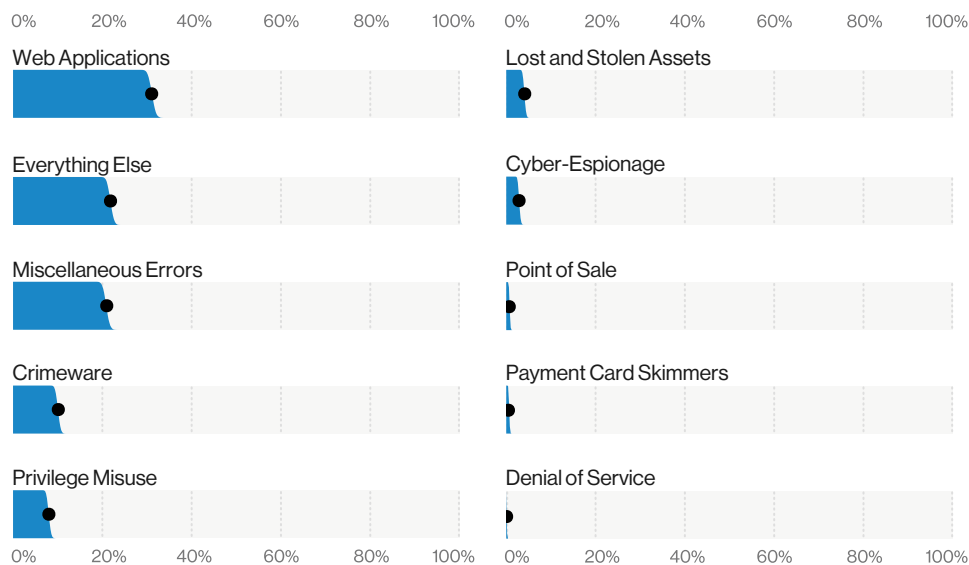 0% 20% 40% 60% 80% 100%
Web Applications
Everything Else
Miscellaneous Errors
Crimeware
Privilege Misuse
0% 20% 40% 60% 80% 100%
0% 20% 40% 60% 80% 100%
Lost and Stolen Assets
Cyber-Espionage
Point of Sale
Payment Card Skimmers
Denial of Service
0% 20% 40% 60% 80% 100%